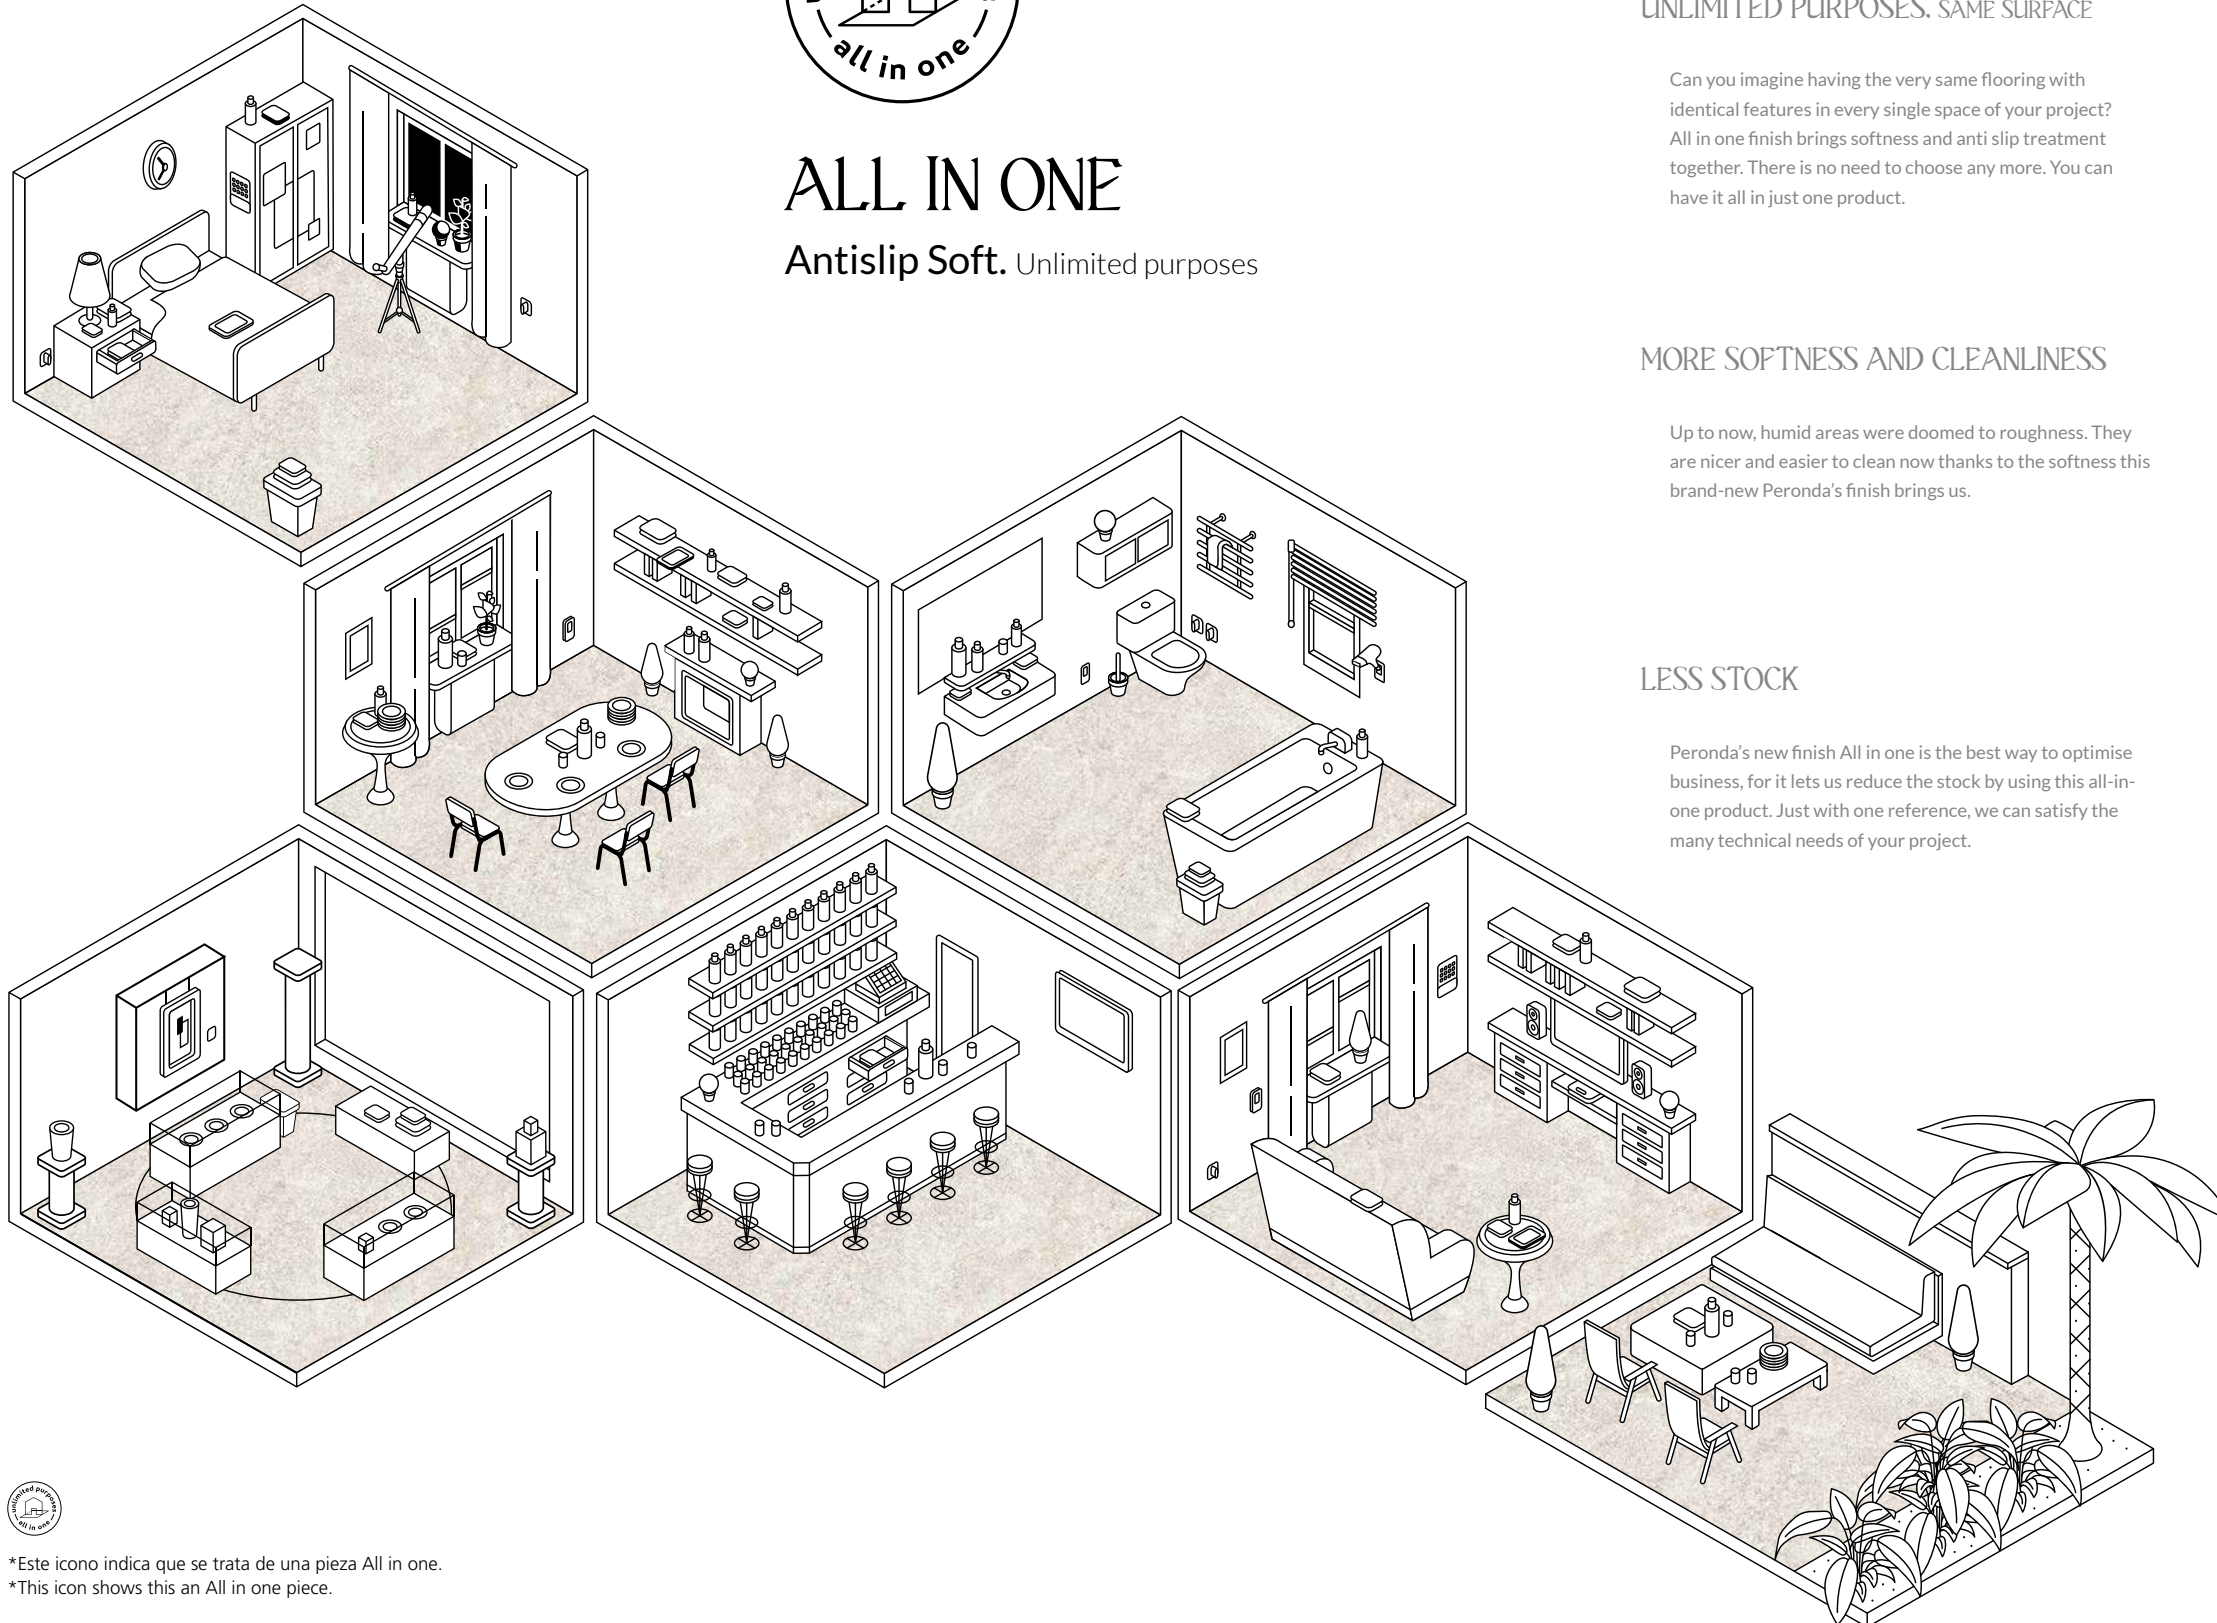 all in one
ALL IN ONE
Antislip Soft. Unlimited purposes
UNLIMITED PURPOSES, SAME SURFACE
Can you imagine having the very same flooring with
identical features in every single space of your project?
All in one finish brings softness and anti slip treatment
together. There is no need to choose any more. You can
have it all in just one product.
MORE SOFTNESS AND CLEANLINESS
Up to now, humid areas were doomed to roughness. They
are nicer and easier to clean now thanks to the softness this
brand-new Peronda’s finish brings us.
LESS STOCK
Peronda’s new finish All in one is the best way to optimise
business, for it lets us reduce the stock by using this all-in-
one product. Just with one reference, we can satisfy the
many technical needs of your project.
unlimited purposes
all in one
*Este icono indica que se trata de una pieza All in one.
*This icon shows this an All in one piece.